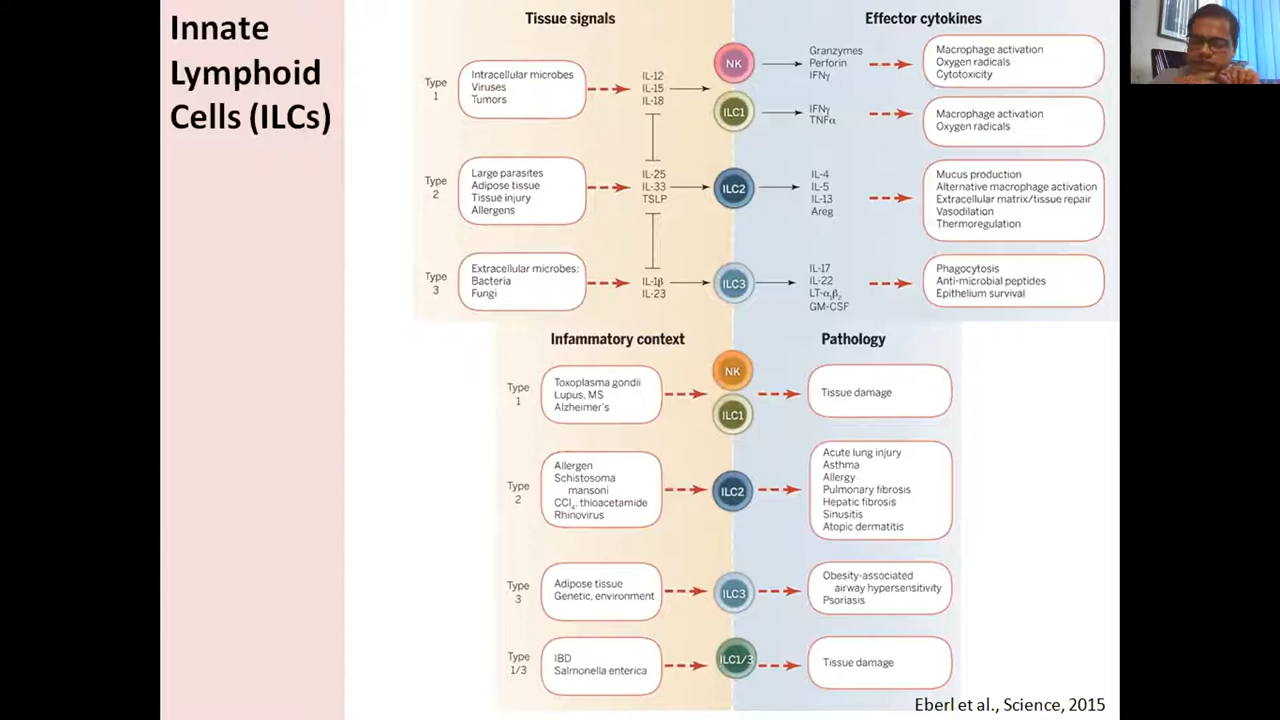 Innate
Lymphoid
Cells (ILCs)
Tissue signals
Effector cytokines
Type
1
Intracellular microbes
Viruses
Tumors
IL-12
IL-15
IL-18
NK
Granzymes
Perforin
IFNγ
Macrophage activation
Oxygen radicals
Cytotoxicity
ILC1
IFNγ
TNFα
Macrophage activation
Oxygen radicals
Type
2
Large parasites
Adipose tissue
Tissue injury
Allergens
IL-25
IL-33
TSLP
ILC2
IL-4
IL-5
IL-13
Areg
Mucus production
Alternative macrophage activation
Extracellular matrix/tissue repair
Vasodilation
Thermoregulation
Type
3
Extracellular microbes:
Bacteria
Fungi
IL-1β
IL-23
ILC3
IL-17
IL-22
LT-α₁β₂
GM-CSF
Phagocytosis
Anti-microbial peptides
Epithelium survival
Infammatory context
Pathology
Type
1
Toxoplasma gondii
Lupus, MS
Alzheimer's
NK
ILC1
Tissue damage
Type
2
Allergen
Schistosoma
mansoni
CCl₄, thioacetamide
Rhinovirus
ILC2
Acute lung injury
Asthma
Allergy
Pulmonary fibrosis
Hepatic fibrosis
Sinusitis
Atopic dermatitis
Type
3
Adipose tissue
Genetic, environment
ILC3
Obesity-associated
airway hypersensitivity
Psoriasis
Type
1/3
IBD
Salmonella enterica
ILC1/3
Tissue damage
Eberl et al., Science, 2015